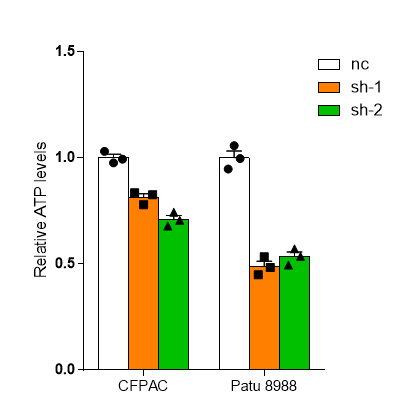 1.5
1.0
0.5
0.0
Relative ATP levels
CFPAC
Patu 8988
nc
sh-1
sh-2